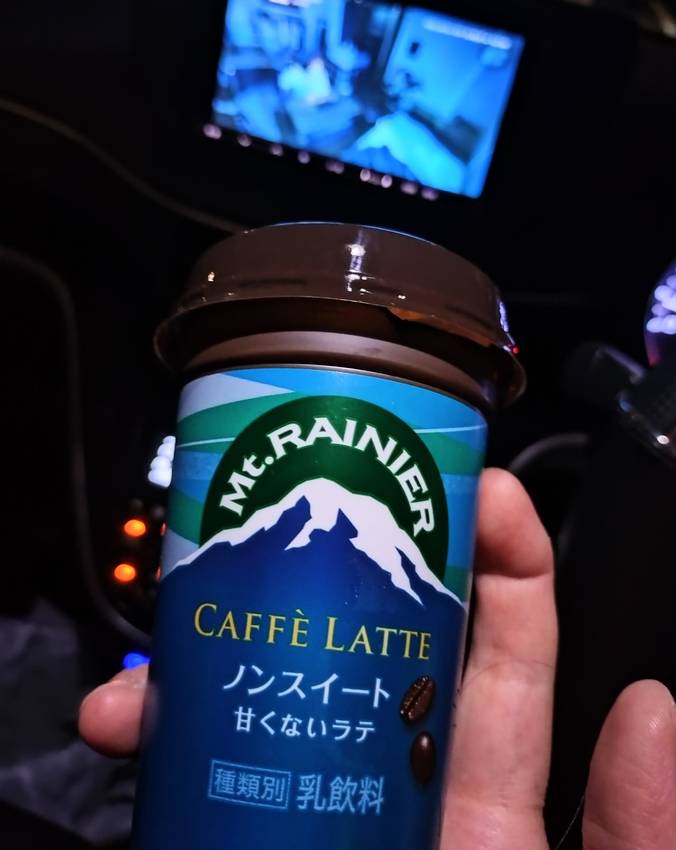 Mt. RAINIER
CAFFÈ LATTE
ノンスイート
甘くないラテ
種類別 乳飲料